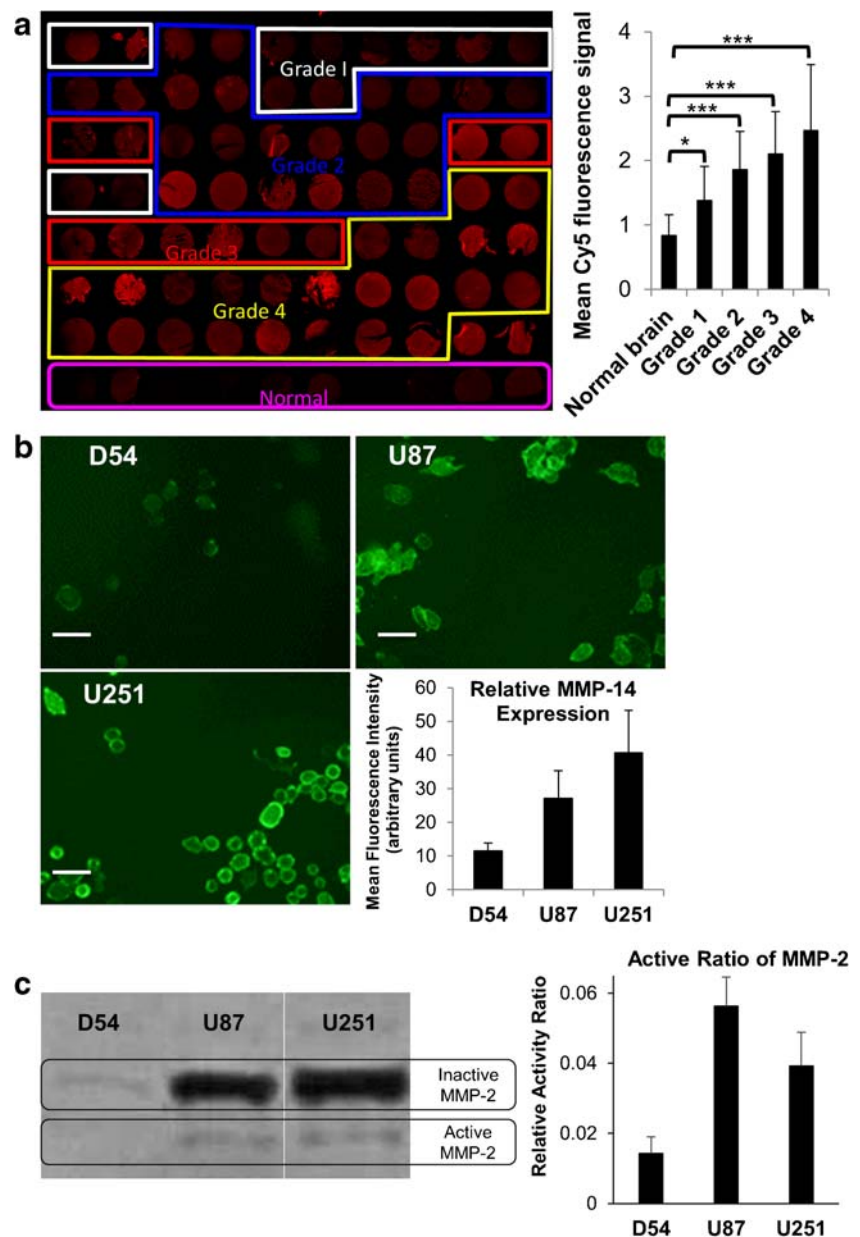 a
Grade I
Grade 2
Grade 3
Grade 4
Normal
Mean Cy5 fluorescence signal
4
3
2
1
0
***
***
***
*
Normal brain
Grade 1
Grade 2
Grade 3
Grade 4
b
D54
U87
U251
Relative MMP-14
Expression
Mean Fluorescence Intensity
(arbitrary units)
60
50
40
30
20
10
0
D54 U87 U251
c
D54 U87 U251
Inactive
MMP-2
Active
MMP-2
Active Ratio of MMP-2
Relative Activity Ratio
0.06
0.04
0.02
0
D54 U87 U251